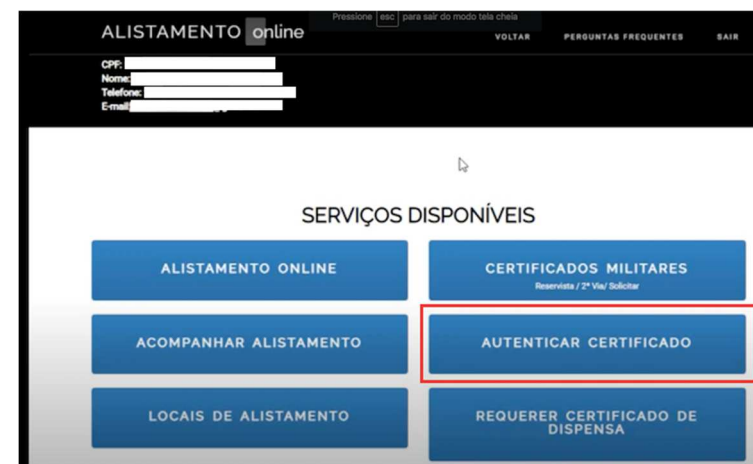 Pressione esc para sair do modo tela cheia
ALISTAMENTO online
VOLTAR PERGUNTAS FREQUENTES SAIR
CPF:
Nome:
Telefone:
E-mail:
SERVIÇOS DISPONÍVEIS
ALISTAMENTO ONLINE
CERTIFICADOS MILITARES
Reservista / 2ª Via/ Solicitar
ACOMPANHAR ALISTAMENTO
AUTENTICAR CERTIFICADO
LOCAIS DE ALISTAMENTO
REQUERER CERTIFICADO DE
DISPENSA